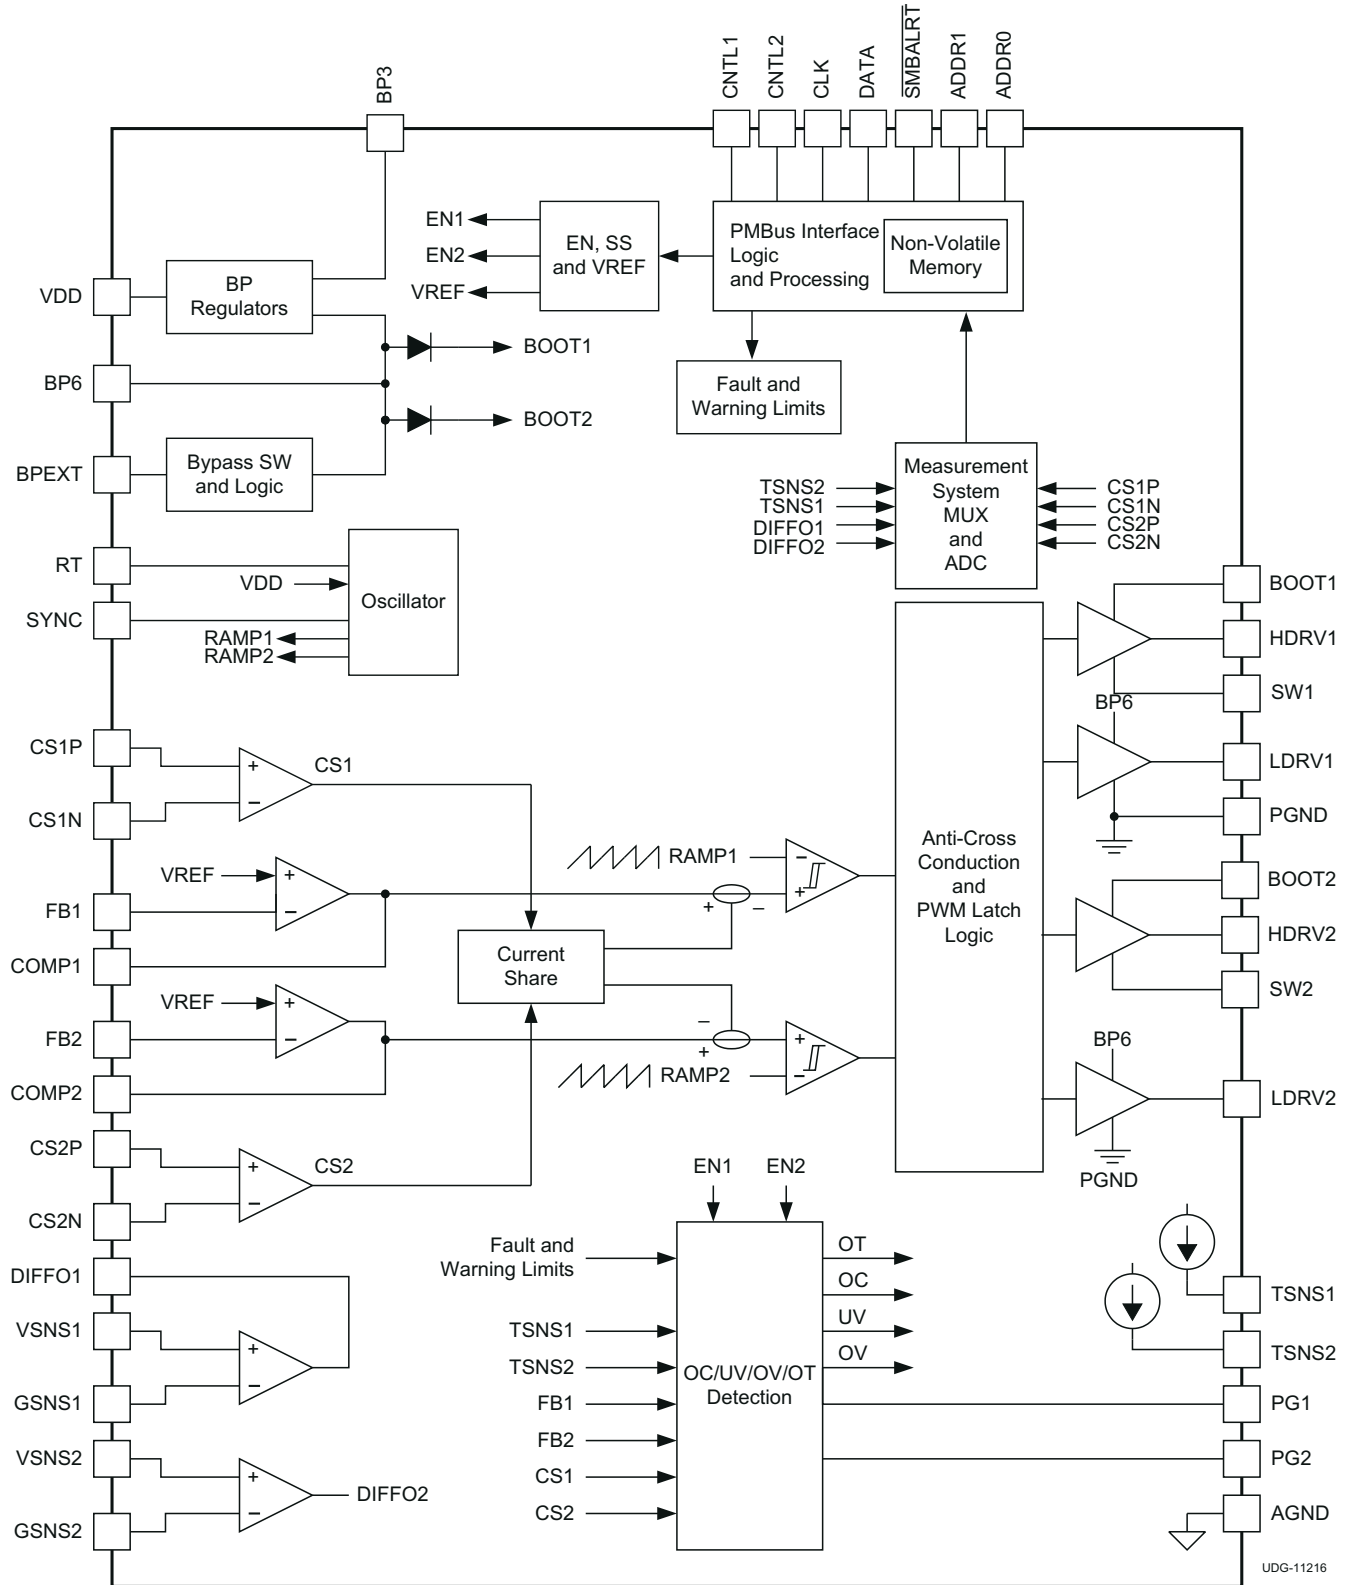 BP3
CNTL1
CNTL2
CLK
DATA
SMBALRT
ADDR1
ADDR0
EN1
EN2
VREF
EN, SS
and VREF
PMBus Interface
Logic
and Processing
Non-Volatile
Memory
VDD
BP
Regulators
BOOT1
BP6
Fault and
Warning Limits
BOOT2
BPEXT
Bypass SW
and Logic
TSNS2
TSNS1
DIFFO1
DIFFO2
Measurement
System
MUX
and
ADC
CS1P
CS1N
CS2P
CS2N
RT
VDD
Oscillator
SYNC
RAMP1
RAMP2
BOOT1
HDRV1
SW1
BP6
LDRV1
PGND
CS1P
+
−
CS1
CS1N
VREF
+
−
FB1
COMP1
RAMP1
−
+
+ −
Current
Share
Anti-Cross
Conduction
and
PWM Latch
Logic
BOOT2
HDRV2
SW2
VREF
+
−
FB2
COMP2
−
+
+
−
RAMP2
BP6
LDRV2
PGND
CS2P
+
−
CS2
CS2N
EN1
EN2
DIFFO1
VSNS1
+
−
GSNS1
VSNS2
+
−
DIFFO2
GSNS2
Fault and
Warning Limits
TSNS1
TSNS2
FB1
FB2
CS1
CS2
OC/UV/OV/OT
Detection
OT
OC
UV
OV
TSNS1
TSNS2
PG1
PG2
AGND
UDG-11216